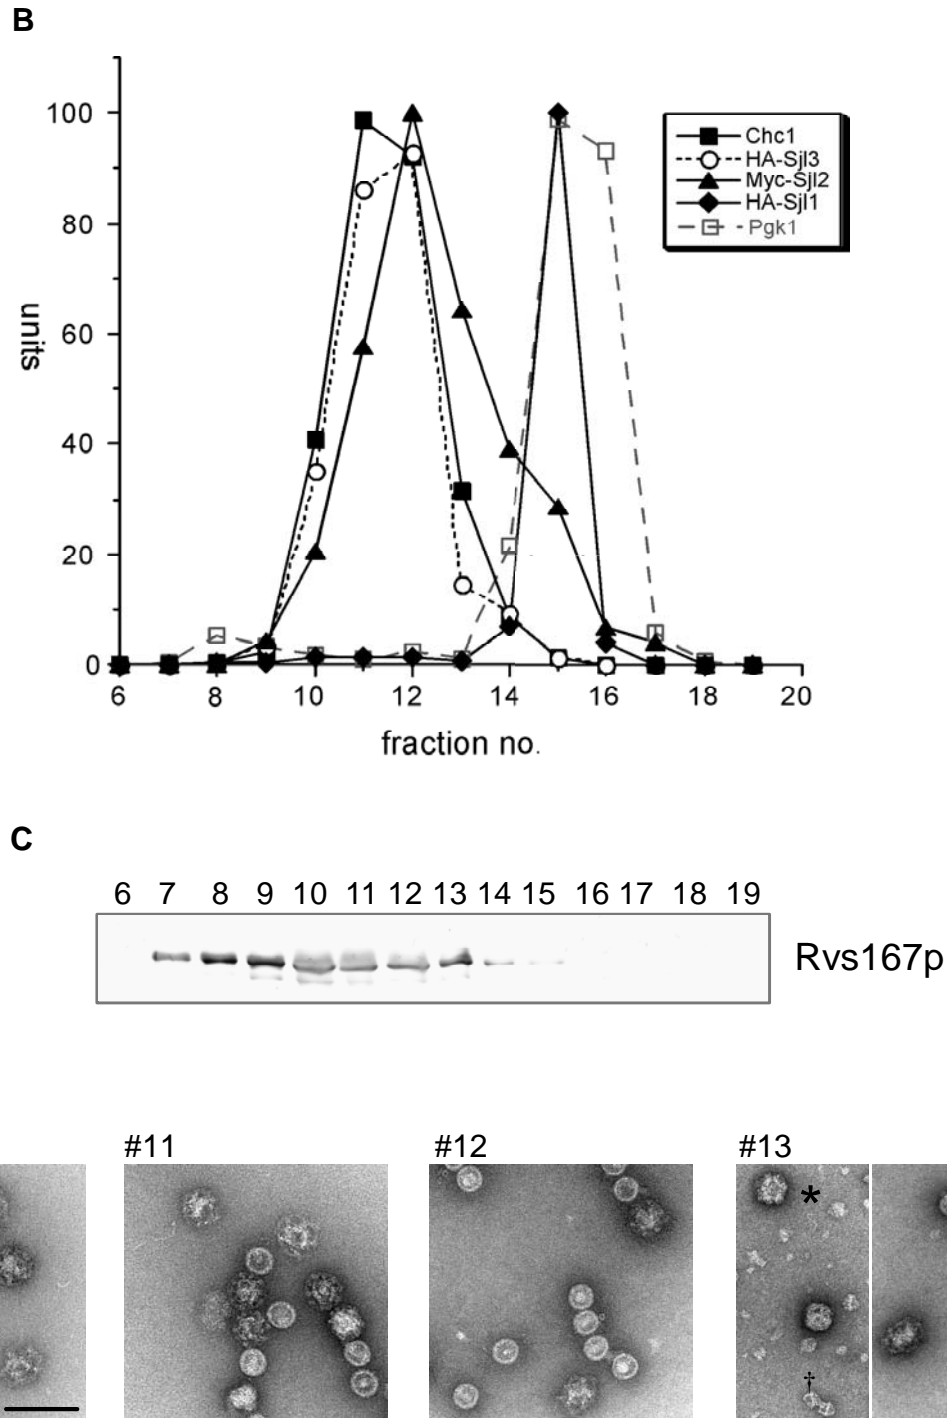 B
100
80
60
40
20
0
units
6 8 10 12 14 16 18 20
fraction no.
Chc1
HA-Sjl3
Myc-Sjl2
HA-Sjl1
Pgk1
C
6 7 8 9 10 11 12 13 14 15 16 17 18 19
Rvs167p
#11 #12 #13
*
†